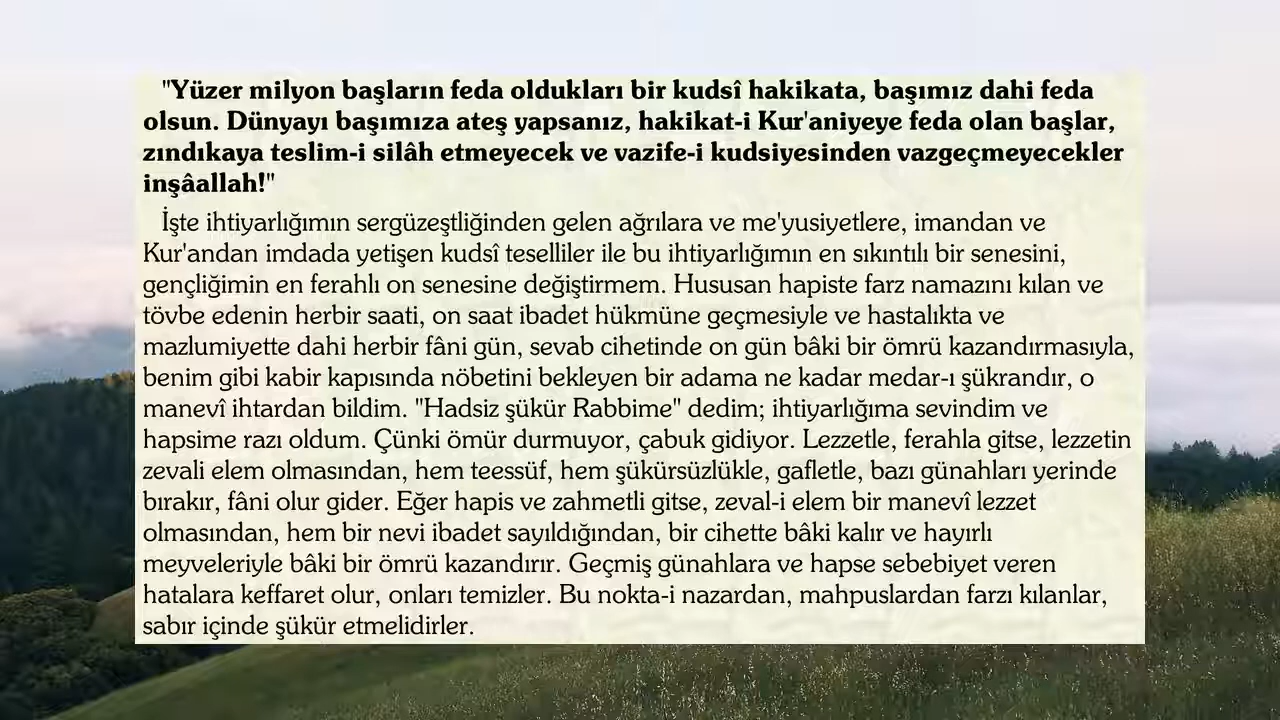 "Yüzer milyon başların feda oldukları bir kudsî hakikata, başımız dahi feda
olsun. Dünyayı başımıza ateş yapsanız, hakikat-i Kur'aniyeye feda olan başlar,
zındıkaya teslim-i silâh etmeyecek ve vazife-i kudsiyesinden vazgeçmeyecekler
inşâallah!"
İşte ihtiyarlığımın sergüzeştliğinden gelen ağrılara ve me'yusiyetlere, imandan ve
Kur'andan imdada yetişen kudsî teselliler ile bu ihtiyarlığımın en sıkıntılı bir senesini,
gençliğimin en ferahlı on senesine değiştirmem. Hususan hapiste farz namazını kılan ve
tövbe edenin herbir saati, on saat ibadet hükmüne geçmesiyle ve hastalıkta ve
mazlumiyette dahi herbir fâni gün, sevab cihetinde on gün bâki bir ömrü kazandırmasıyla,
benim gibi kabir kapısında nöbetini bekleyen bir adama ne kadar medar-ı şükrandır, o
manevî ihtardan bildim. "Hadsiz şükür Rabbime" dedim; ihtiyarlığıma sevindim ve
hapsime razı oldum. Çünki ömür durmuyor, çabuk gidiyor. Lezzetle, ferahla gitse, lezzetin
zevali elem olmasından, hem teessüf, hem şükürsüzlükle, gafletle, bazı günahları yerinde
bırakır, fâni olur gider. Eğer hapis ve zahmetli gitse, zeval-i elem bir manevî lezzet
olmasından, hem bir nevi ibadet sayıldığından, bir cihette bâki kalır ve hayırlı
meyveleriyle bâki bir ömrü kazandırır. Geçmiş günahlara ve hapse sebebiyet veren
hatalara keffaret olur, onları temizler. Bu nokta-i nazardan, mahpuslardan farzı kılanlar,
sabır içinde şükür etmelidirler.